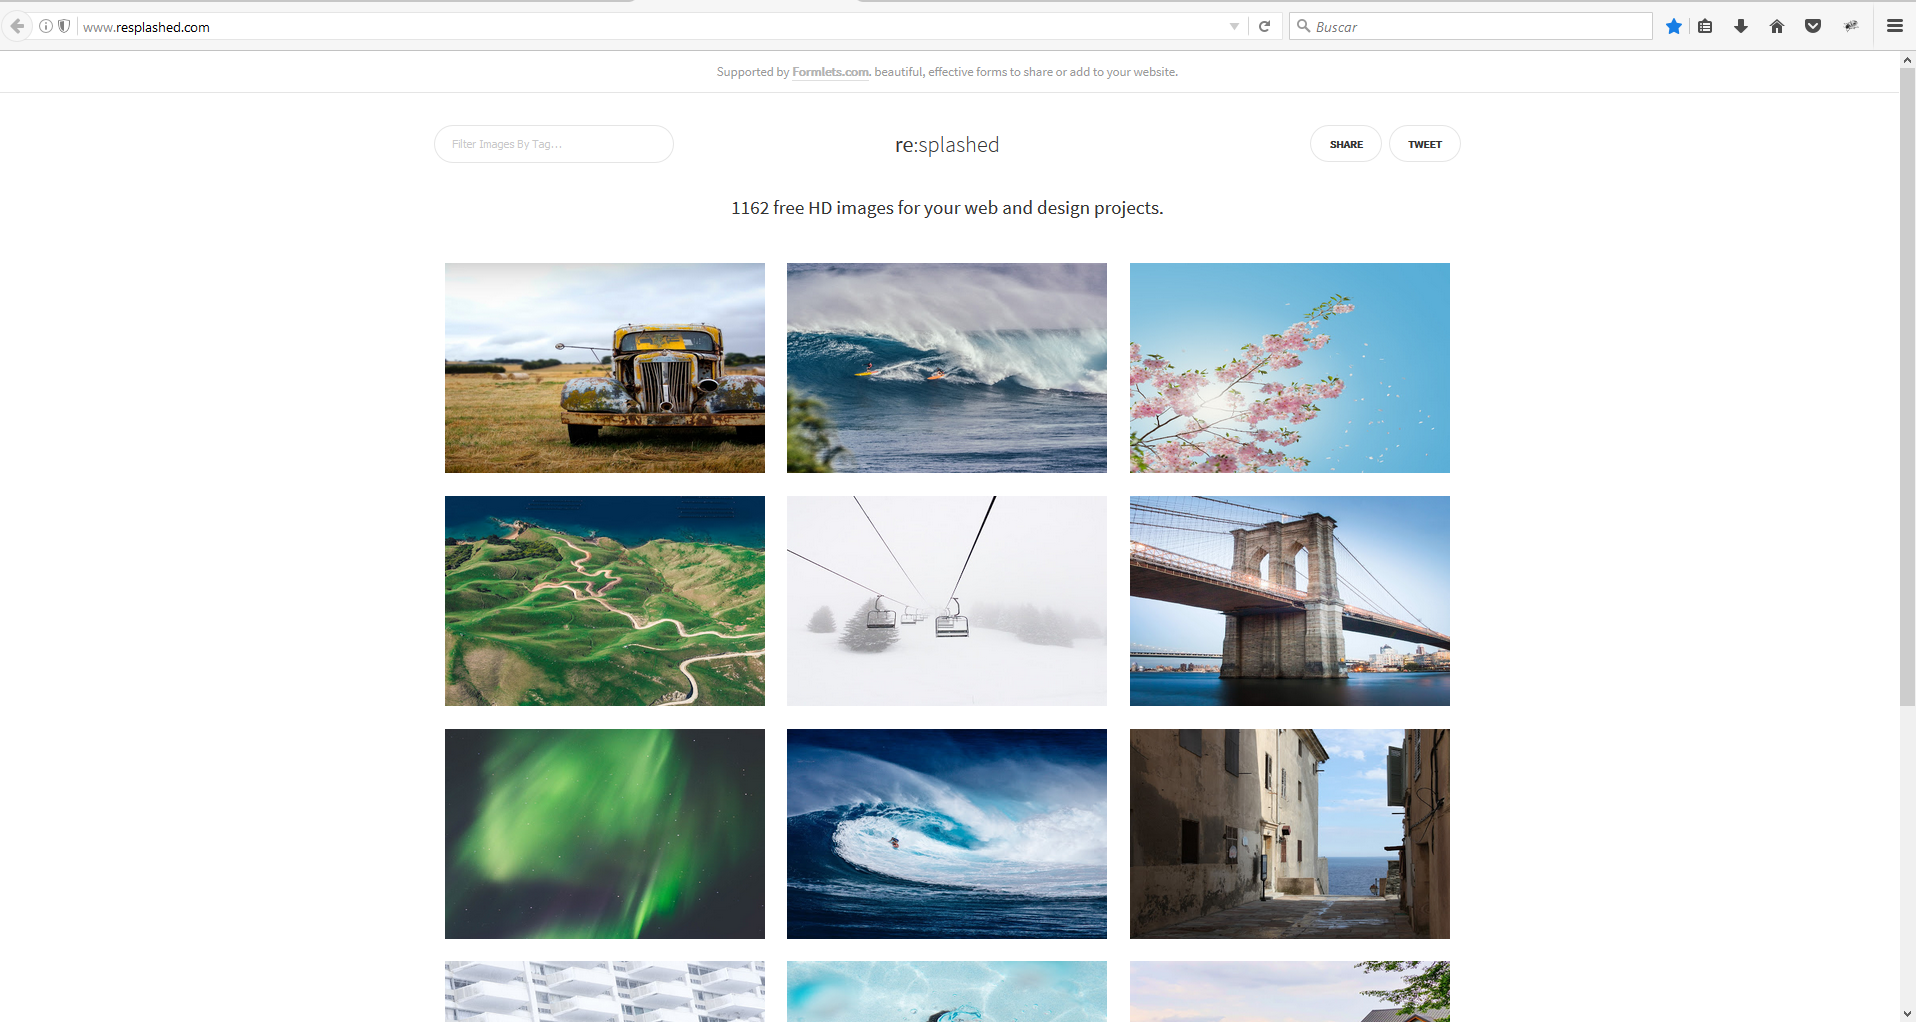 www.resplashed.com
Buscar
Supported by Formlets.com. beautiful, effective forms to share or add to your website.
Filter Images By Tag...
re:splashed
SHARE
TWEET
1162 free HD images for your web and design projects.